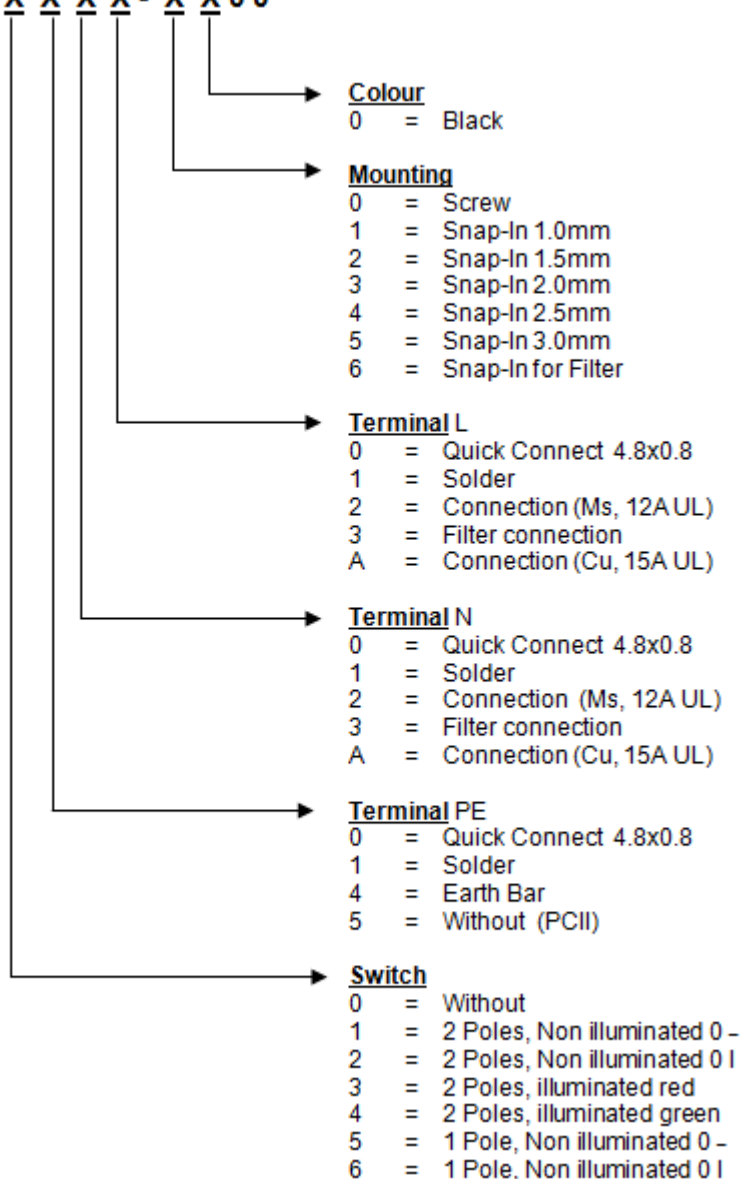 X X X X - X X 0 0
Colour
0 = Black
Mounting
0 = Screw
1 = Snap-In 1.0mm
2 = Snap-In 1.5mm
3 = Snap-In 2.0mm
4 = Snap-In 2.5mm
5 = Snap-In 3.0mm
6 = Snap-In for Filter
Terminal L
0 = Quick Connect 4.8x0.8
1 = Solder
2 = Connection (Ms, 12A UL)
3 = Filter connection
A = Connection (Cu, 15A UL)
Terminal N
0 = Quick Connect 4.8x0.8
1 = Solder
2 = Connection (Ms, 12A UL)
3 = Filter connection
A = Connection (Cu, 15A UL)
Terminal PE
0 = Quick Connect 4.8x0.8
1 = Solder
4 = Earth Bar
5 = Without (PCII)
Switch
0 = Without
1 = 2 Poles, Non illuminated 0 –
2 = 2 Poles, Non illuminated 0 I
3 = 2 Poles, illuminated red
4 = 2 Poles, illuminated green
5 = 1 Pole, Non illuminated 0 –
6 = 1 Pole, Non illuminated 0 I